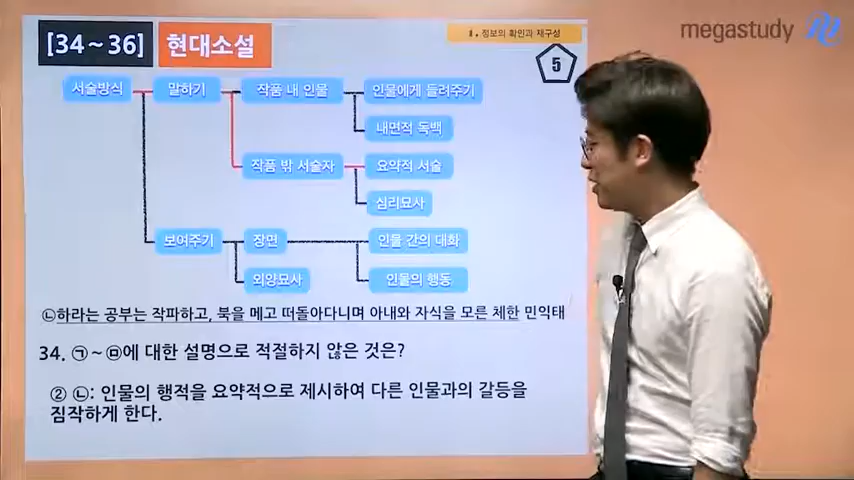 [34~36] 현대소설
Ⅱ. 정보의 확인과 재구성
5
megastudy
서술방식
말하기
작품 내 인물
인물에게 들려주기
내면적 독백
작품 밖 서술자
요약적 서술
심리묘사
보여주기
장면
인물 간의 대화
외양묘사
인물의 행동
㉡하라는 공부는 작파하고, 북을 메고 떠돌아다니며 아내와 자식을 모른 체한 민익태
34. ㉠~㉤에 대한 설명으로 적절하지 않은 것은?
② ㉡: 인물의 행적을 요약적으로 제시하여 다른 인물과의 갈등을
짐작하게 한다.